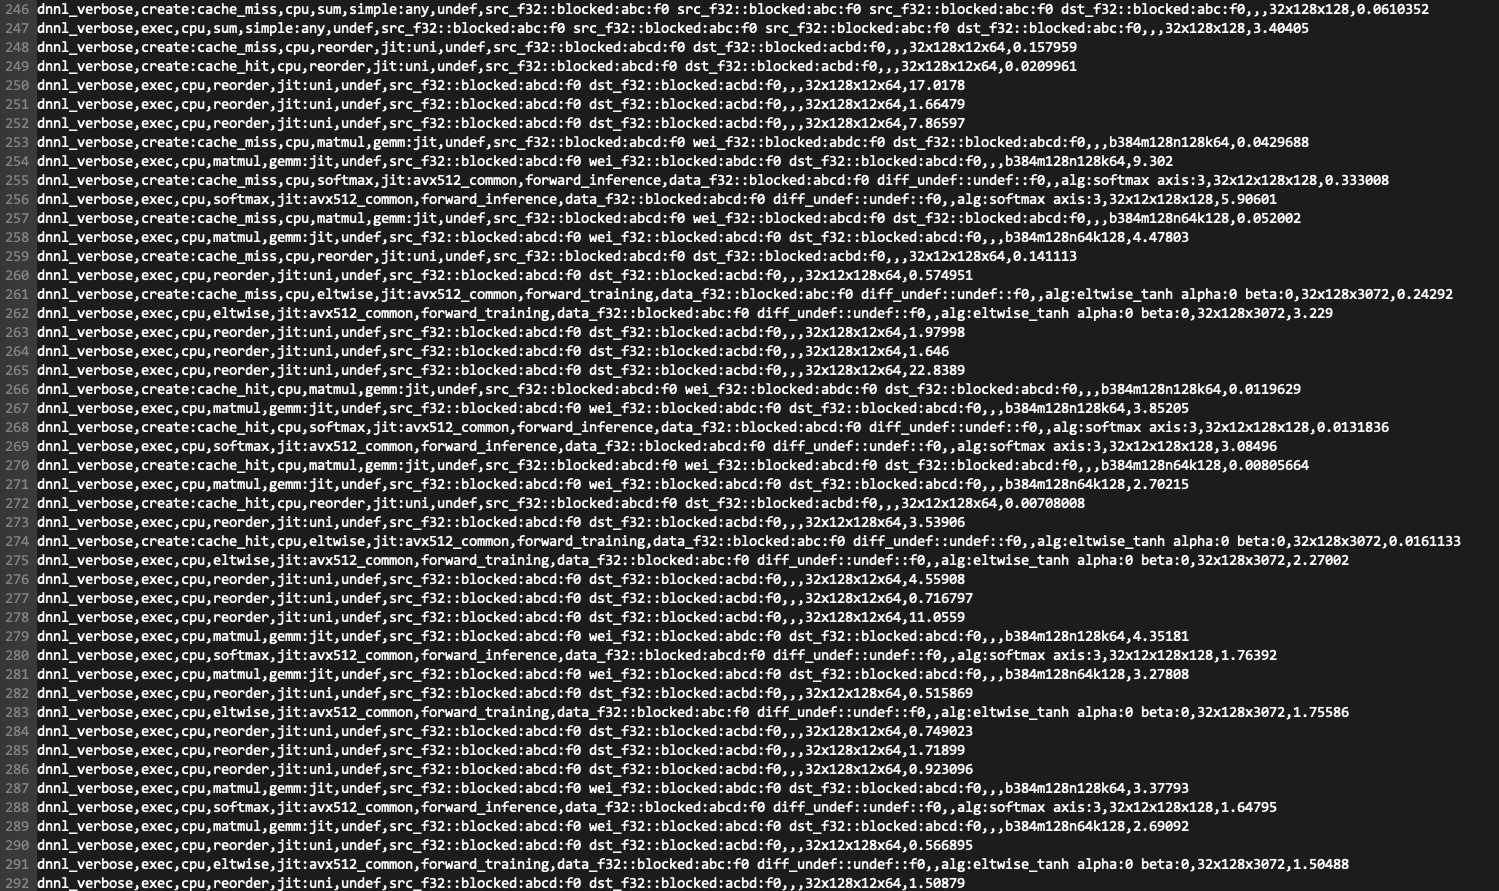 246 dnnl_verbose,create:cache_miss,cpu,sum,simple:any,undef,src_f32::blocked:abc:f0 src_f32::blocked:abc:f0 src_f32::blocked:abc:f0 dst_f32::blocked:abc:f0,,,32x128x128,0.0610352
247 dnnl_verbose,exec,cpu,sum,simple:any,undef,src_f32::blocked:abc:f0 src_f32::blocked:abc:f0 src_f32::blocked:abc:f0 dst_f32::blocked:abc:f0,,,32x128x128,3.40405
248 dnnl_verbose,create:cache_miss,cpu,reorder,jit:uni,undef,src_f32::blocked:abcd:f0 dst_f32::blocked:acbd:f0,,,32x128x12x64,0.157959
249 dnnl_verbose,create:cache_hit,cpu,reorder,jit:uni,undef,src_f32::blocked:abcd:f0 dst_f32::blocked:acbd:f0,,,32x128x12x64,0.0209961
250 dnnl_verbose,exec,cpu,reorder,jit:uni,undef,src_f32::blocked:abcd:f0 dst_f32::blocked:acbd:f0,,,32x128x12x64,17.0178
251 dnnl_verbose,exec,cpu,reorder,jit:uni,undef,src_f32::blocked:abcd:f0 dst_f32::blocked:acbd:f0,,,32x128x12x64,1.66479
252 dnnl_verbose,exec,cpu,reorder,jit:uni,undef,src_f32::blocked:abcd:f0 dst_f32::blocked:acbd:f0,,,32x128x12x64,7.86597
253 dnnl_verbose,create:cache_miss,cpu,matmul,gemm:jit,undef,src_f32::blocked:abcd:f0 wei_f32::blocked:abdc:f0 dst_f32::blocked:abcd:f0,,,b384m128n128k64,0.0429688
254 dnnl_verbose,exec,cpu,matmul,gemm:jit,undef,src_f32::blocked:abcd:f0 wei_f32::blocked:abdc:f0 dst_f32::blocked:abcd:f0,,,b384m128n128k64,9.302
255 dnnl_verbose,create:cache_miss,cpu,softmax,jit:avx512_common,forward_inference,data_f32::blocked:abcd:f0 diff_undef::undef::f0,,alg:softmax axis:3,32x12x128x128,0.333008
256 dnnl_verbose,exec,cpu,softmax,jit:avx512_common,forward_inference,data_f32::blocked:abcd:f0 diff_undef::undef::f0,,alg:softmax axis:3,32x12x128x128,5.90601
257 dnnl_verbose,create:cache_miss,cpu,matmul,gemm:jit,undef,src_f32::blocked:abcd:f0 wei_f32::blocked:abcd:f0 dst_f32::blocked:abcd:f0,,,b384m128n64k128,0.052002
258 dnnl_verbose,exec,cpu,matmul,gemm:jit,undef,src_f32::blocked:abcd:f0 wei_f32::blocked:abcd:f0 dst_f32::blocked:abcd:f0,,,b384m128n64k128,4.47803
259 dnnl_verbose,create:cache_miss,cpu,reorder,jit:uni,undef,src_f32::blocked:abcd:f0 dst_f32::blocked:acbd:f0,,,32x12x128x64,0.141113
260 dnnl_verbose,exec,cpu,reorder,jit:uni,undef,src_f32::blocked:abcd:f0 dst_f32::blocked:acbd:f0,,,32x12x128x64,0.574951
261 dnnl_verbose,create:cache_miss,cpu,eltwise,jit:avx512_common,forward_training,data_f32::blocked:abc:f0 diff_undef::undef::f0,,alg:eltwise_tanh alpha:0 beta:0,32x128x3072,0.24292
262 dnnl_verbose,exec,cpu,eltwise,jit:avx512_common,forward_training,data_f32::blocked:abc:f0 diff_undef::undef::f0,,alg:eltwise_tanh alpha:0 beta:0,32x128x3072,3.229
263 dnnl_verbose,exec,cpu,reorder,jit:uni,undef,src_f32::blocked:abcd:f0 dst_f32::blocked:acbd:f0,,,32x128x12x64,1.97998
264 dnnl_verbose,exec,cpu,reorder,jit:uni,undef,src_f32::blocked:abcd:f0 dst_f32::blocked:acbd:f0,,,32x128x12x64,1.646
265 dnnl_verbose,exec,cpu,reorder,jit:uni,undef,src_f32::blocked:abcd:f0 dst_f32::blocked:acbd:f0,,,32x128x12x64,22.8389
266 dnnl_verbose,create:cache_hit,cpu,matmul,gemm:jit,undef,src_f32::blocked:abcd:f0 wei_f32::blocked:abdc:f0 dst_f32::blocked:abcd:f0,,,b384m128n128k64,0.0119629
267 dnnl_verbose,exec,cpu,matmul,gemm:jit,undef,src_f32::blocked:abcd:f0 wei_f32::blocked:abdc:f0 dst_f32::blocked:abcd:f0,,,b384m128n128k64,3.85205
268 dnnl_verbose,create:cache_hit,cpu,softmax,jit:avx512_common,forward_inference,data_f32::blocked:abcd:f0 diff_undef::undef::f0,,alg:softmax axis:3,32x12x128x128,0.0131836
269 dnnl_verbose,exec,cpu,softmax,jit:avx512_common,forward_inference,data_f32::blocked:abcd:f0 diff_undef::undef::f0,,alg:softmax axis:3,32x12x128x128,3.08496
270 dnnl_verbose,create:cache_hit,cpu,matmul,gemm:jit,undef,src_f32::blocked:abcd:f0 wei_f32::blocked:abcd:f0 dst_f32::blocked:abcd:f0,,,b384m128n64k128,0.00805664
271 dnnl_verbose,exec,cpu,matmul,gemm:jit,undef,src_f32::blocked:abcd:f0 wei_f32::blocked:abcd:f0 dst_f32::blocked:abcd:f0,,,b384m128n64k128,2.70215
272 dnnl_verbose,create:cache_hit,cpu,reorder,jit:uni,undef,src_f32::blocked:abcd:f0 dst_f32::blocked:acbd:f0,,,32x12x128x64,0.00708008
273 dnnl_verbose,exec,cpu,reorder,jit:uni,undef,src_f32::blocked:abcd:f0 dst_f32::blocked:acbd:f0,,,32x12x128x64,3.53906
274 dnnl_verbose,create:cache_hit,cpu,eltwise,jit:avx512_common,forward_training,data_f32::blocked:abc:f0 diff_undef::undef::f0,,alg:eltwise_tanh alpha:0 beta:0,32x128x3072,0.0161133
275 dnnl_verbose,exec,cpu,eltwise,jit:avx512_common,forward_training,data_f32::blocked:abc:f0 diff_undef::undef::f0,,alg:eltwise_tanh alpha:0 beta:0,32x128x3072,2.27002
276 dnnl_verbose,exec,cpu,reorder,jit:uni,undef,src_f32::blocked:abcd:f0 dst_f32::blocked:acbd:f0,,,32x128x12x64,4.55908
277 dnnl_verbose,exec,cpu,reorder,jit:uni,undef,src_f32::blocked:abcd:f0 dst_f32::blocked:acbd:f0,,,32x128x12x64,0.716797
278 dnnl_verbose,exec,cpu,reorder,jit:uni,undef,src_f32::blocked:abcd:f0 dst_f32::blocked:acbd:f0,,,32x128x12x64,11.0559
279 dnnl_verbose,exec,cpu,matmul,gemm:jit,undef,src_f32::blocked:abcd:f0 wei_f32::blocked:abdc:f0 dst_f32::blocked:abcd:f0,,,b384m128n128k64,4.35181
280 dnnl_verbose,exec,cpu,softmax,jit:avx512_common,forward_inference,data_f32::blocked:abcd:f0 diff_undef::undef::f0,,alg:softmax axis:3,32x12x128x128,1.76392
281 dnnl_verbose,exec,cpu,matmul,gemm:jit,undef,src_f32::blocked:abcd:f0 wei_f32::blocked:abcd:f0 dst_f32::blocked:abcd:f0,,,b384m128n64k128,3.27808
282 dnnl_verbose,exec,cpu,reorder,jit:uni,undef,src_f32::blocked:abcd:f0 dst_f32::blocked:acbd:f0,,,32x12x128x64,0.515869
283 dnnl_verbose,exec,cpu,eltwise,jit:avx512_common,forward_training,data_f32::blocked:abc:f0 diff_undef::undef::f0,,alg:eltwise_tanh alpha:0 beta:0,32x128x3072,1.75586
284 dnnl_verbose,exec,cpu,reorder,jit:uni,undef,src_f32::blocked:abcd:f0 dst_f32::blocked:acbd:f0,,,32x128x12x64,0.749023
285 dnnl_verbose,exec,cpu,reorder,jit:uni,undef,src_f32::blocked:abcd:f0 dst_f32::blocked:acbd:f0,,,32x128x12x64,1.71899
286 dnnl_verbose,exec,cpu,reorder,jit:uni,undef,src_f32::blocked:abcd:f0 dst_f32::blocked:acbd:f0,,,32x128x12x64,0.923096
287 dnnl_verbose,exec,cpu,matmul,gemm:jit,undef,src_f32::blocked:abcd:f0 wei_f32::blocked:abdc:f0 dst_f32::blocked:abcd:f0,,,b384m128n128k64,3.37793
288 dnnl_verbose,exec,cpu,softmax,jit:avx512_common,forward_inference,data_f32::blocked:abcd:f0 diff_undef::undef::f0,,alg:softmax axis:3,32x12x128x128,1.64795
289 dnnl_verbose,exec,cpu,matmul,gemm:jit,undef,src_f32::blocked:abcd:f0 wei_f32::blocked:abcd:f0 dst_f32::blocked:abcd:f0,,,b384m128n64k128,2.69092
290 dnnl_verbose,exec,cpu,reorder,jit:uni,undef,src_f32::blocked:abcd:f0 dst_f32::blocked:acbd:f0,,,32x12x128x64,0.566895
291 dnnl_verbose,exec,cpu,eltwise,jit:avx512_common,forward_training,data_f32::blocked:abc:f0 diff_undef::undef::f0,,alg:eltwise_tanh alpha:0 beta:0,32x128x3072,1.50488
292 dnnl_verbose,exec,cpu,reorder,jit:uni,undef,src_f32::blocked:abcd:f0 dst_f32::blocked:acbd:f0,,,32x128x12x64,1.50879